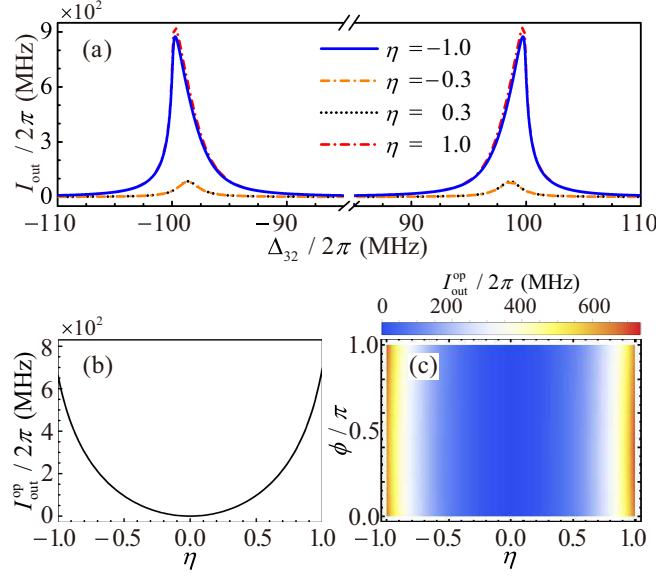 ×10²
(a)
η = −1.0
η = −0.3
η = 0.3
η = 1.0
I_out / 2π (MHz)
9
6
3
0
−110 −100 −90 90 100 110
Δ₃₂ / 2π (MHz)
×10²
(b)
I_out^op / 2π (MHz)
8
6
4
2
0
−1.0 −0.5 0.0 0.5 1.0
η
I_out^op / 2π (MHz)
0 200 400 600
(c)
ϕ / π
1.0
0.5
0.0
−1.0 −0.5 0.0 0.5 1.0
η